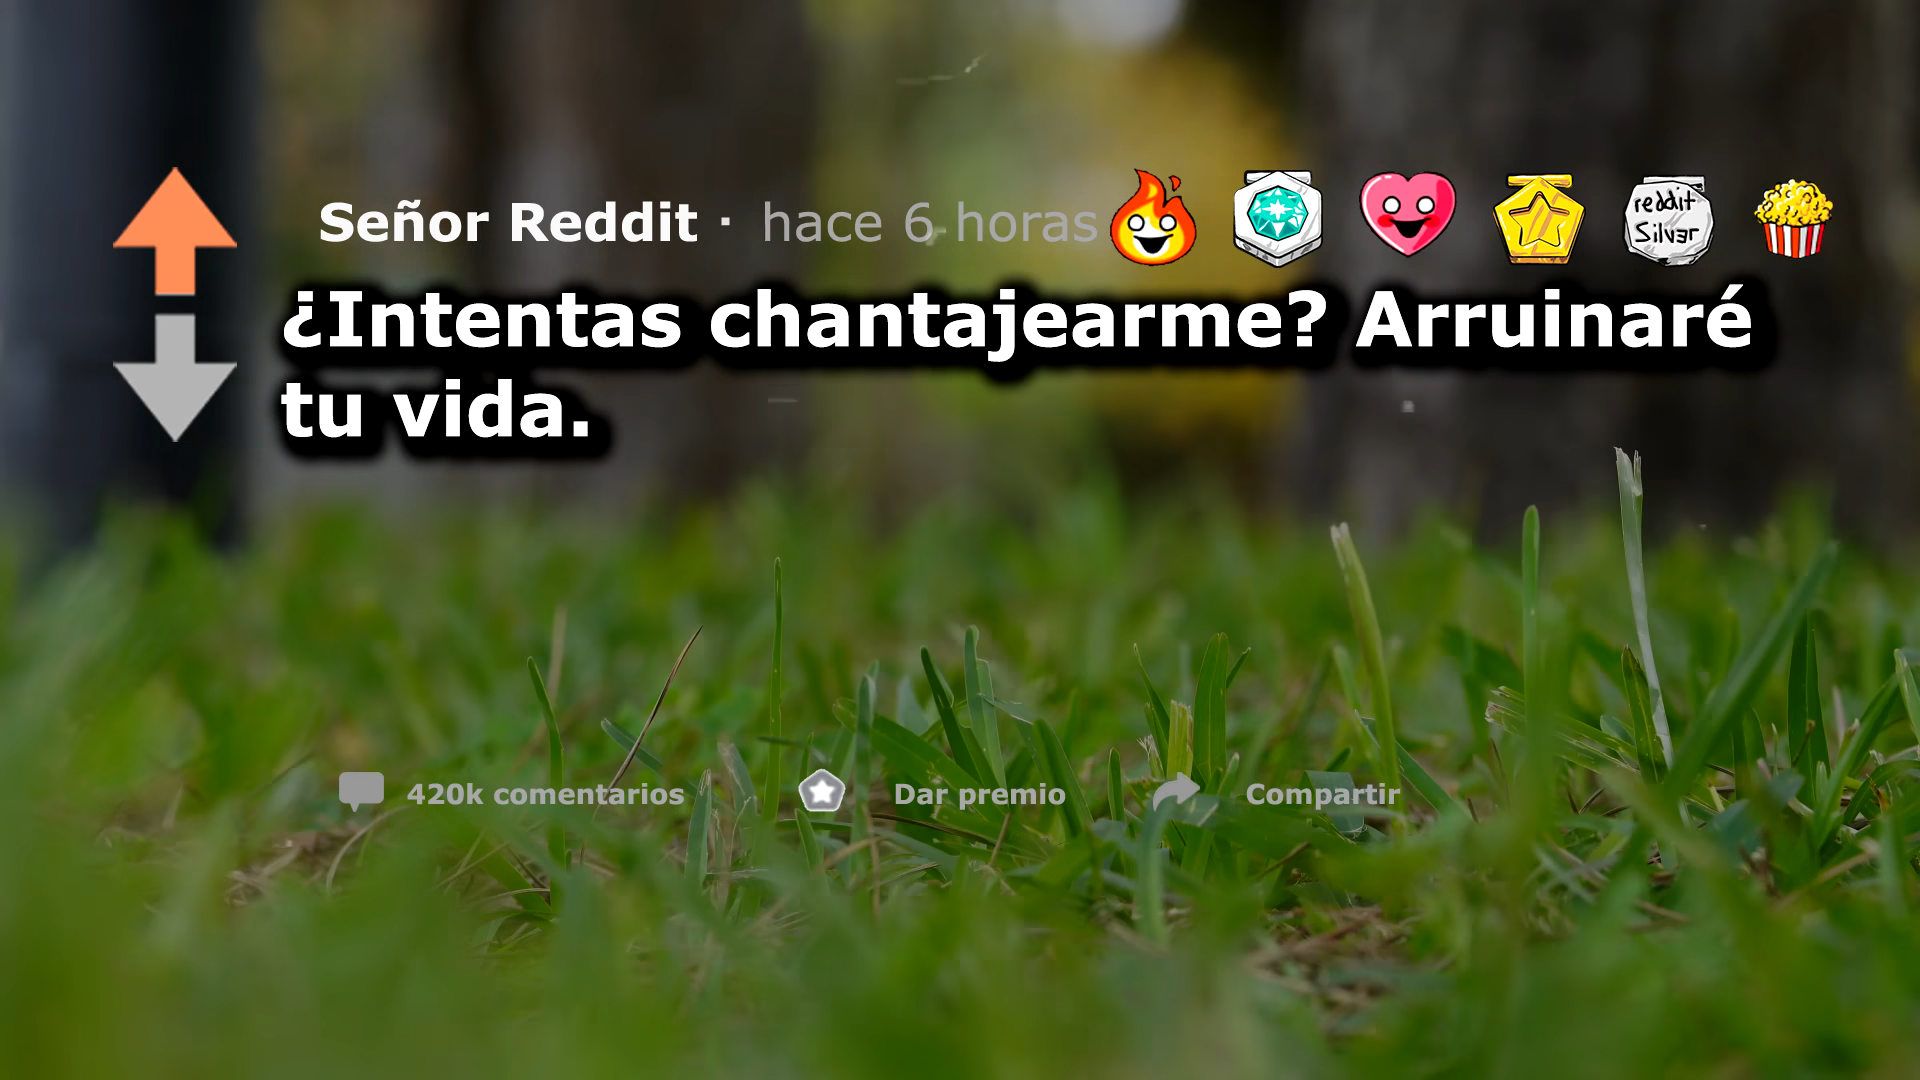 Señor Reddit · hace 6 horas
reddit
Silver
¿Intentas chantajearme? Arruinaré
tu vida.
420k comentarios Dar premio Compartir